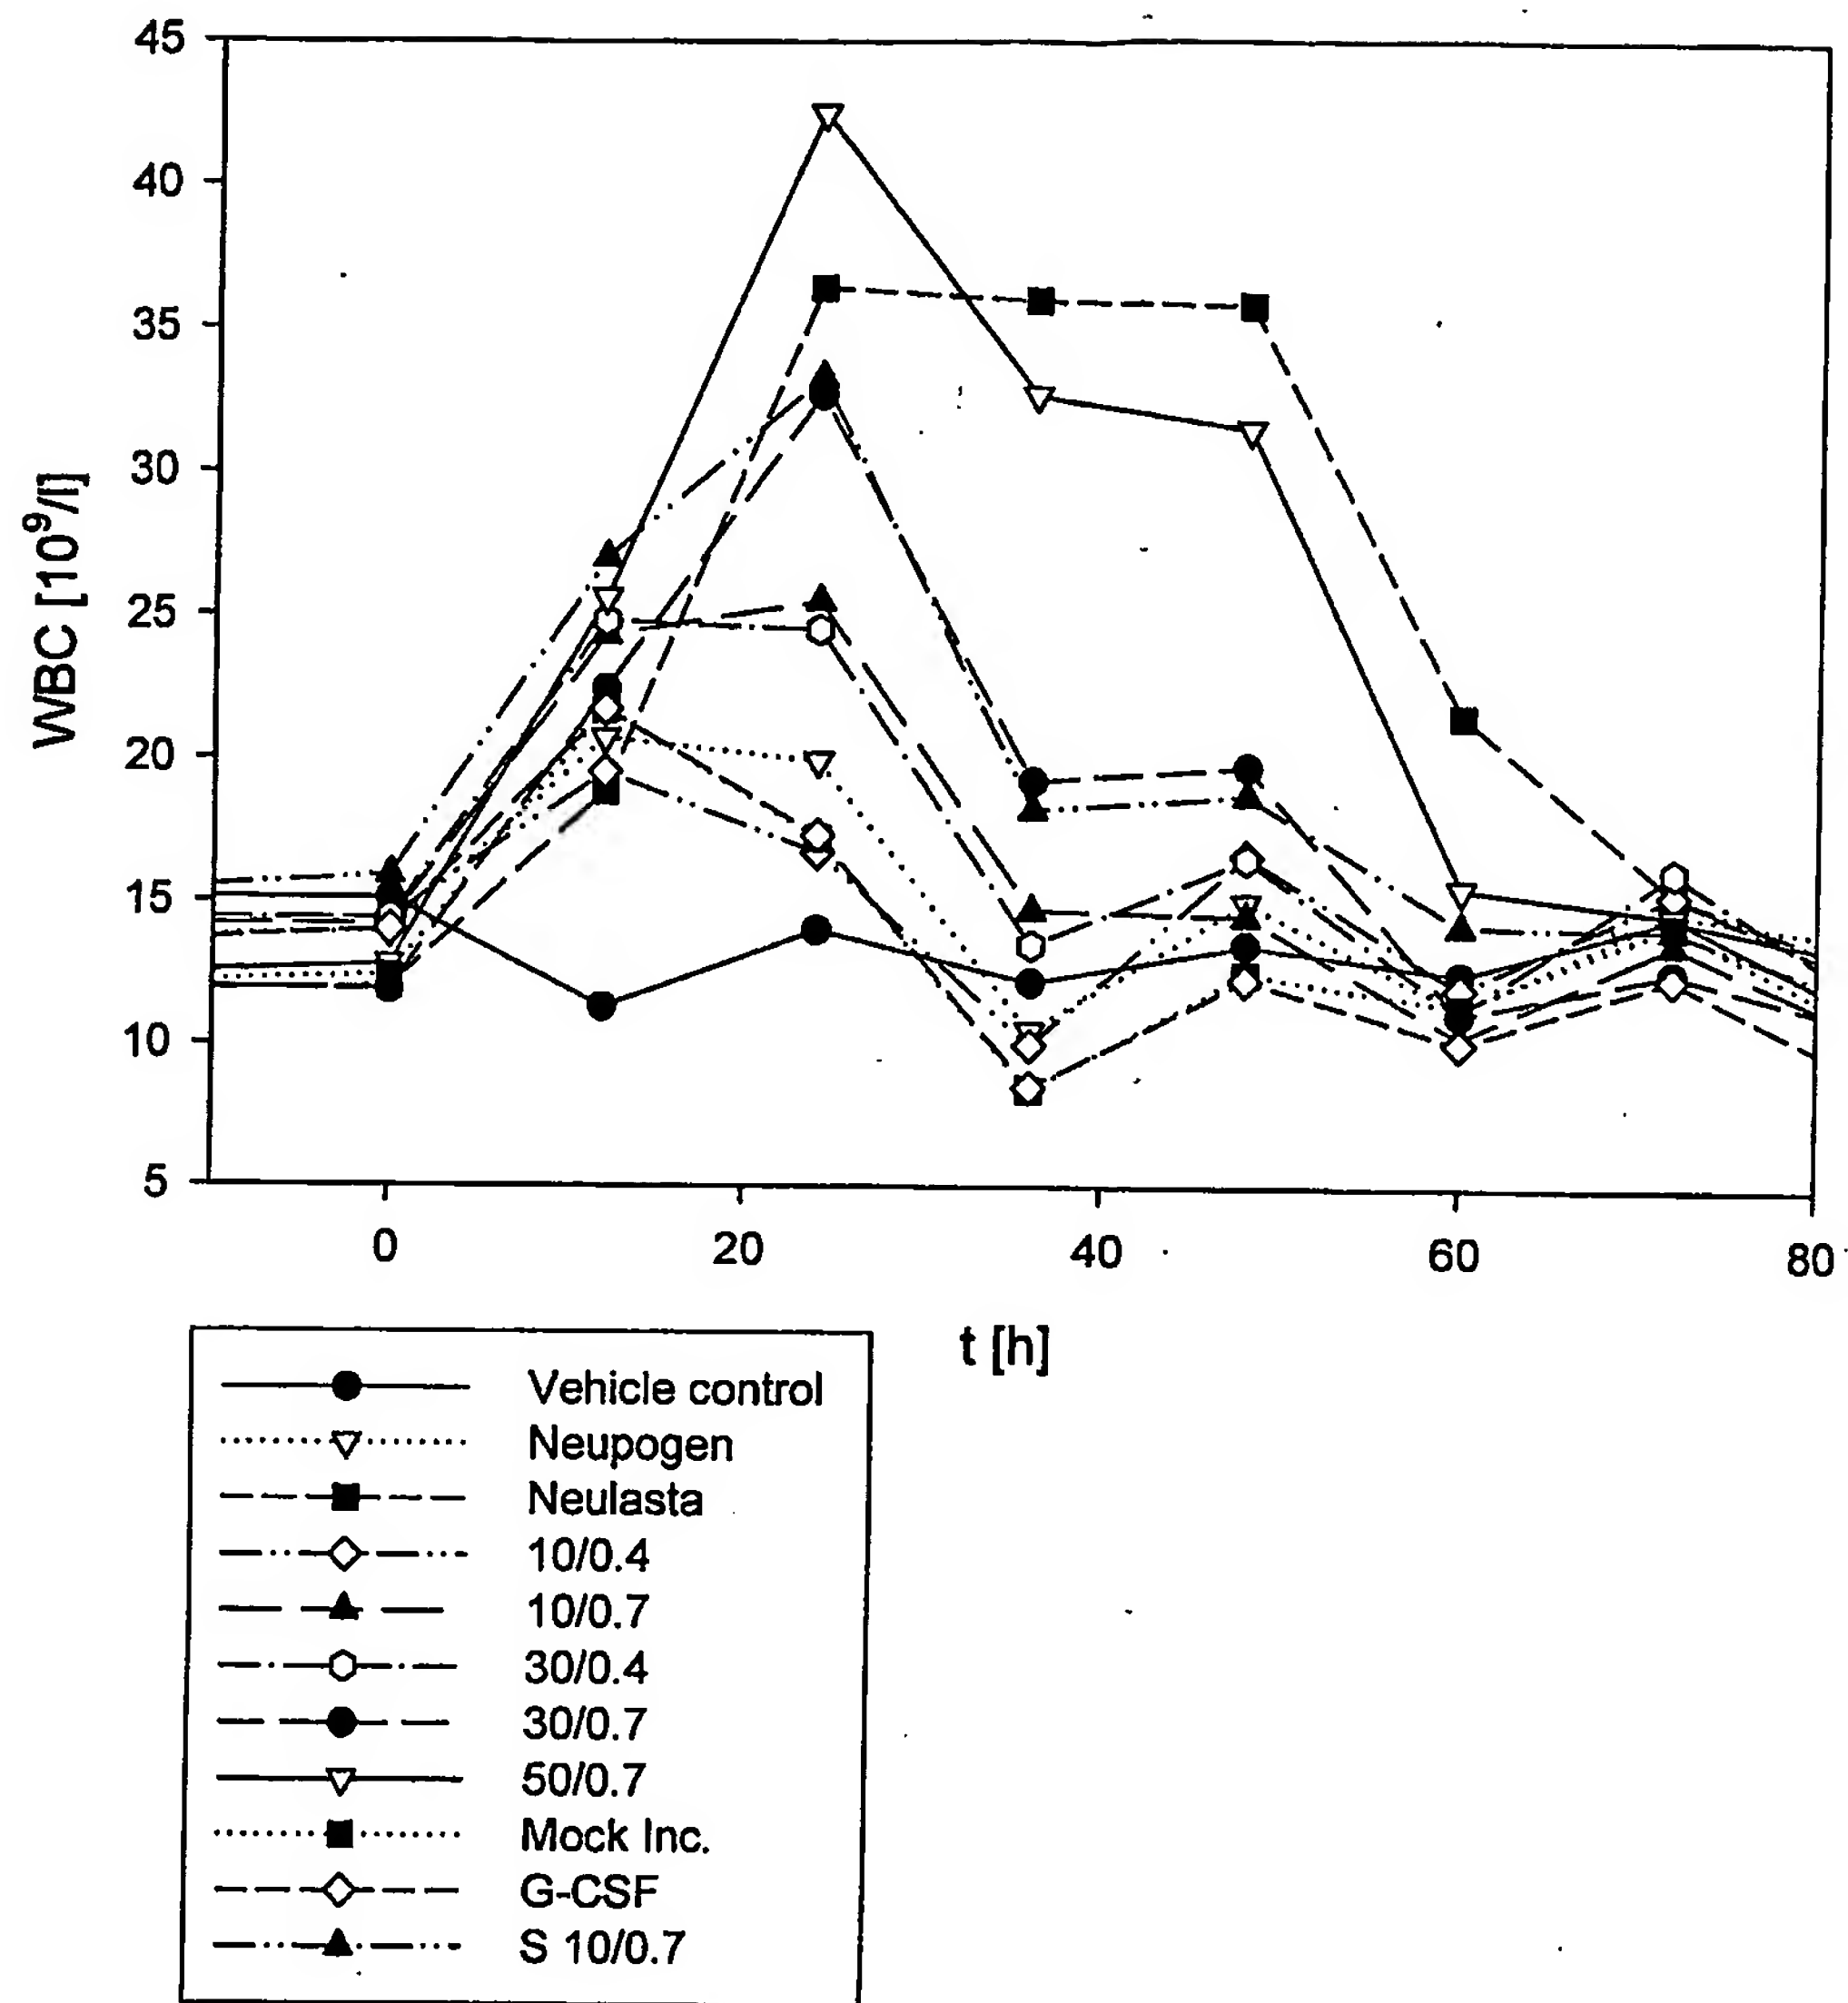 45
40
35
30
25
20
15
10
5
WBC [10⁹/l]
0
20
40
60
80
t [h]
Vehicle control
Neupogen
Neulasta
10/0.4
10/0.7
30/0.4
30/0.7
50/0.7
Mock Inc.
G-CSF
S 10/0.7